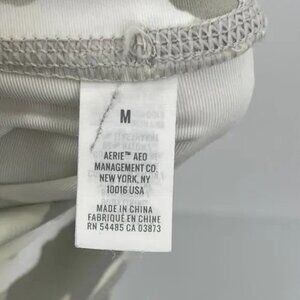 M
AERIE™ AEO
MANAGEMENT CO.
NEW YORK, NY
10016 USA
MADE IN CHINA
FABRIQUÉ EN CHINE
RN 54485 CA 03873